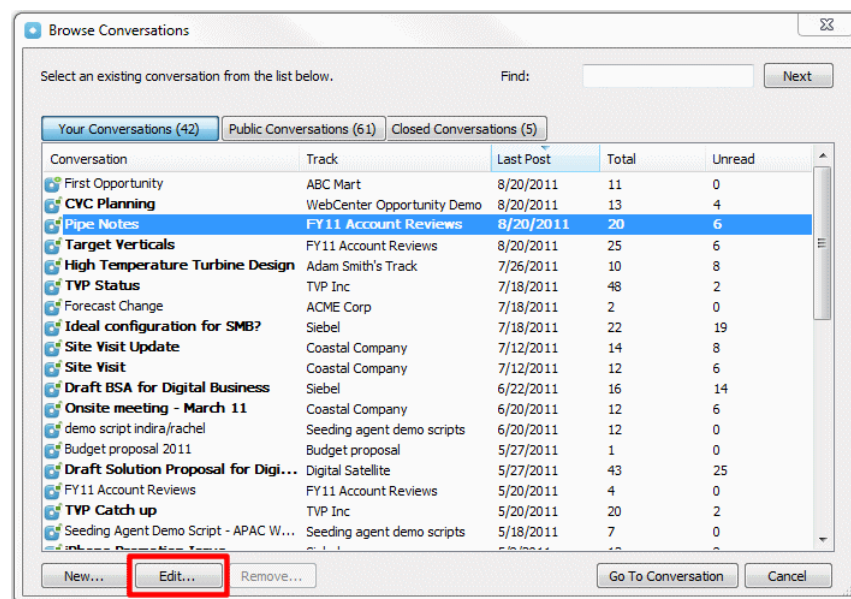 Browse Conversations
Select an existing conversation from the list below. Find: Next
Your Conversations (42) Public Conversations (61) Closed Conversations (5)
Conversation Track Last Post Total Unread
First Opportunity ABC Mart 8/20/2011 11 0
CVC Planning WebCenter Opportunity Demo 8/20/2011 13 4
Pipe Notes FY11 Account Reviews 8/20/2011 20 6
Target Verticals FY11 Account Reviews 8/20/2011 25 6
High Temperature Turbine Design Adam Smith's Track 7/26/2011 10 8
TVP Status TVP Inc 7/18/2011 48 2
Forecast Change ACME Corp 7/18/2011 2 0
Ideal configuration for SMB? Siebel 7/18/2011 22 19
Site Visit Update Coastal Company 7/12/2011 14 8
Site Visit Coastal Company 7/12/2011 12 6
Draft BSA for Digital Business Siebel 6/22/2011 16 14
Onsite meeting - March 11 Coastal Company 6/20/2011 12 6
demo script indira/rachel Seeding agent demo scripts 6/20/2011 12 0
Budget proposal 2011 Budget proposal 5/27/2011 1 0
Draft Solution Proposal for Digi... Digital Satellite 5/27/2011 43 25
FY11 Account Reviews FY11 Account Reviews 5/20/2011 4 0
TVP Catch up TVP Inc 5/20/2011 20 2
Seeding Agent Demo Script - APAC W... Seeding agent demo scripts 5/18/2011 7 0
New... Edit... Remove... Go To Conversation Cancel